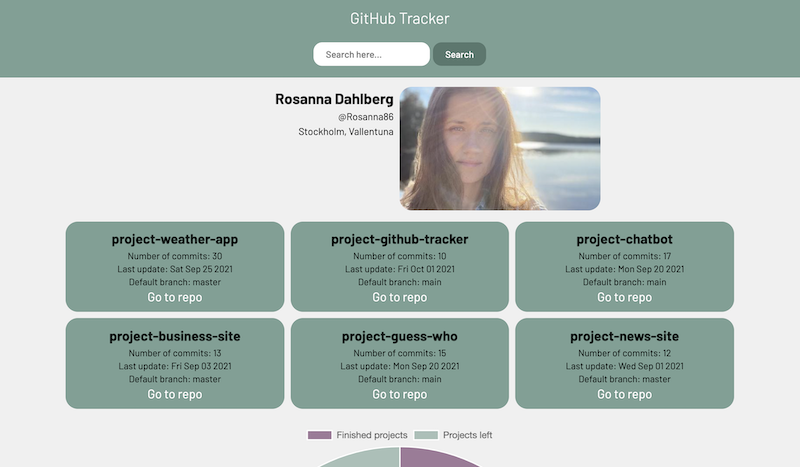 GitHub Tracker
Search here...
Search
Rosanna Dahlberg
@Rosanna86
Stockholm, Vallentuna
project-weather-app
Number of commits: 30
Last update: Sat Sep 25 2021
Default branch: master
Go to repo
project-github-tracker
Number of commits: 10
Last update: Fri Oct 01 2021
Default branch: main
Go to repo
project-chatbot
Number of commits: 17
Last update: Mon Sep 20 2021
Default branch: main
Go to repo
project-business-site
Number of commits: 13
Last update: Fri Sep 03 2021
Default branch: master
Go to repo
project-guess-who
Number of commits: 15
Last update: Mon Sep 20 2021
Default branch: main
Go to repo
project-news-site
Number of commits: 12
Last update: Wed Sep 01 2021
Default branch: master
Go to repo
Finished projects
Projects left